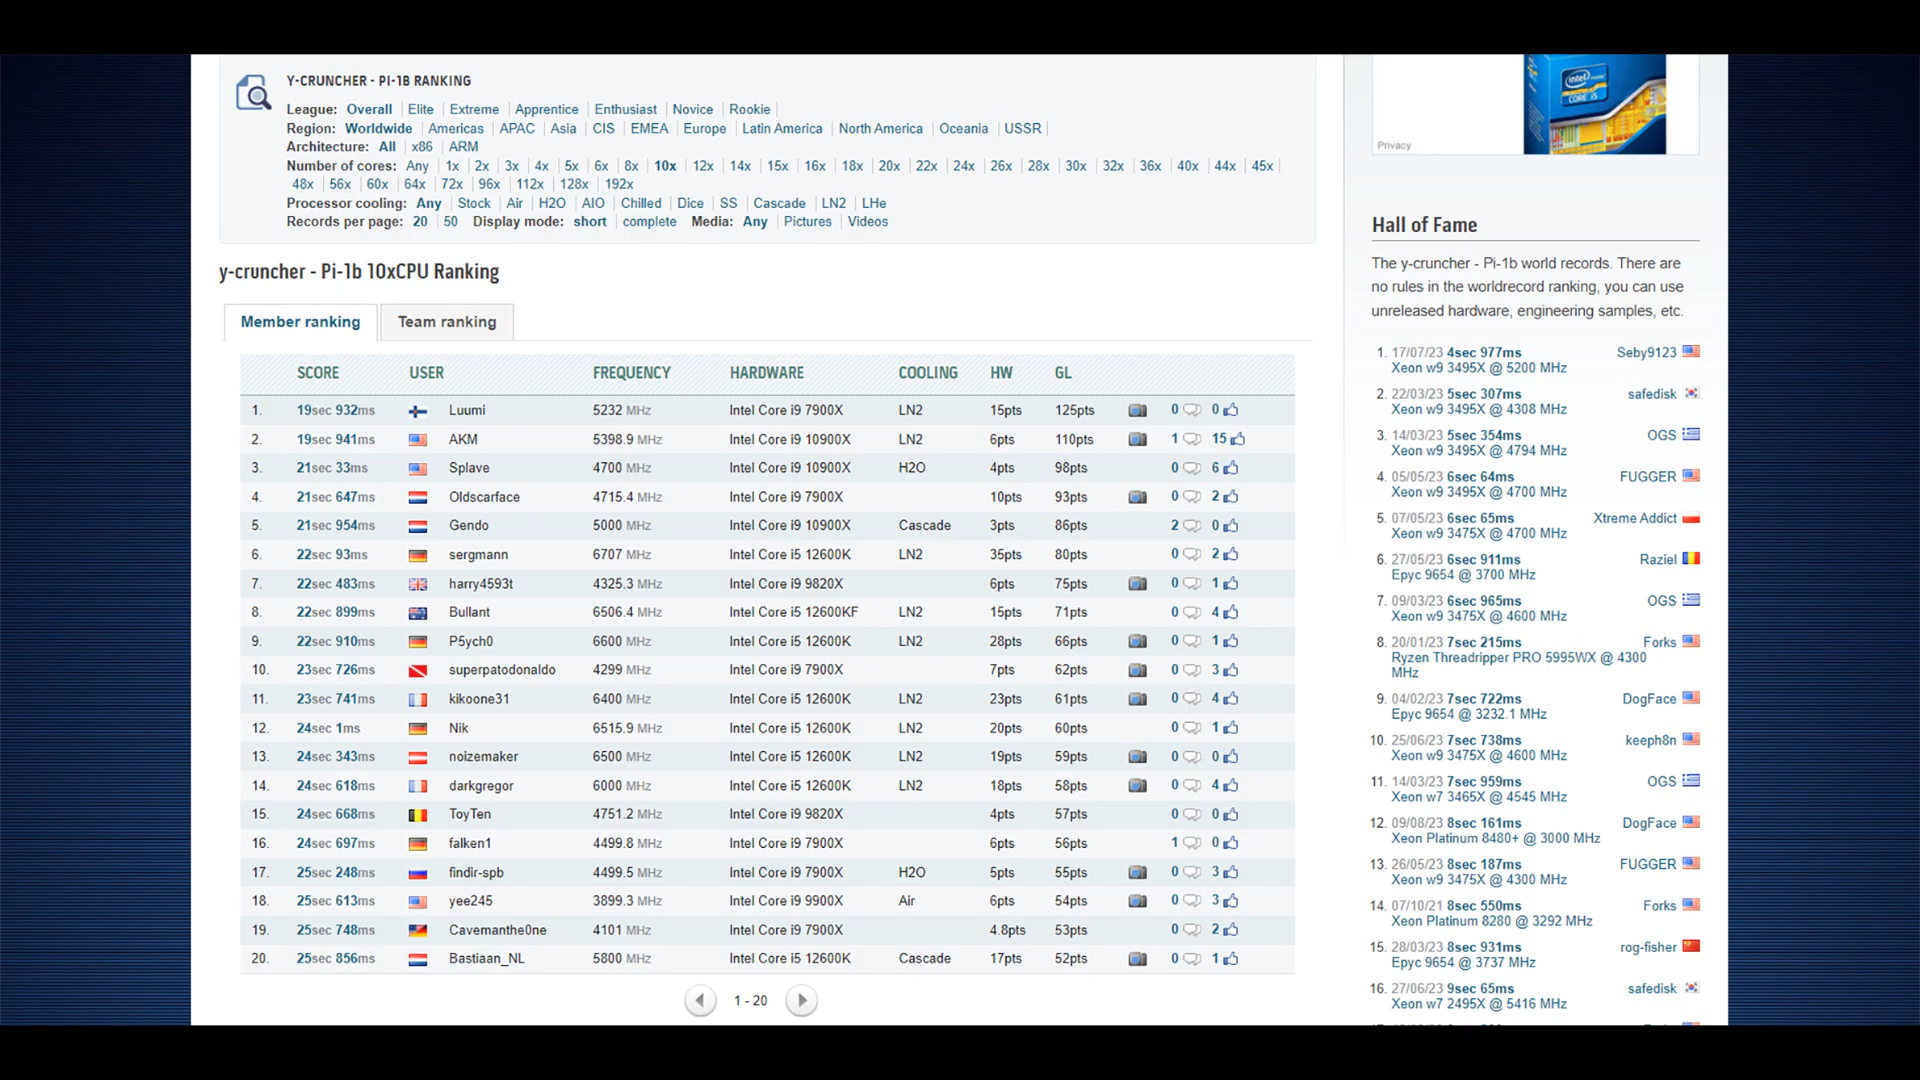 Y-CRUNCHER - PI-1B RANKING
League: Overall | Elite | Extreme | Apprentice | Enthusiast | Novice | Rookie |
Region: Worldwide | Americas | APAC | Asia | CIS | EMEA | Europe | Latin America | North America | Oceania | USSR |
Architecture: All | x86 | ARM
Number of cores: Any | 1x | 2x | 3x | 4x | 5x | 6x | 8x | 10x | 12x | 14x | 15x | 16x | 18x | 20x | 22x | 24x | 26x | 28x | 30x | 32x | 36x | 40x | 44x | 45x |
48x | 56x | 60x | 64x | 72x | 96x | 112x | 128x | 192x
Processor cooling: Any | Stock | Air | H2O | AIO | Chilled | Dice | SS | Cascade | LN2 | LHe
Records per page: 20 | 50 Display mode: short | complete Media: Any | Pictures | Videos
y-cruncher - Pi-1b 10xCPU Ranking
Member ranking Team ranking
SCORE USER FREQUENCY HARDWARE COOLING HW GL
1. 19sec 932ms Luumi 5232 MHz Intel Core i9 7900X LN2 15pts 125pts 0 0
2. 19sec 941ms AKM 5398.9 MHz Intel Core i9 10900X LN2 6pts 110pts 1 15
3. 21sec 33ms Splave 4700 MHz Intel Core i9 10900X H2O 4pts 98pts 0 6
4. 21sec 647ms Oldscarface 4715.4 MHz Intel Core i9 7900X 10pts 93pts 0 2
5. 21sec 954ms Gendo 5000 MHz Intel Core i9 10900X Cascade 3pts 86pts 2 0
6. 22sec 93ms sergmann 6707 MHz Intel Core i5 12600K LN2 35pts 80pts 0 2
7. 22sec 483ms harry4593t 4325.3 MHz Intel Core i9 9820X 6pts 75pts 0 1
8. 22sec 899ms Bullant 6506.4 MHz Intel Core i5 12600KF LN2 15pts 71pts 0 4
9. 22sec 910ms P5ych0 6600 MHz Intel Core i5 12600K LN2 28pts 66pts 0 1
10. 23sec 726ms superpatodonaldo 4299 MHz Intel Core i9 7900X 7pts 62pts 0 3
11. 23sec 741ms kikoone31 6400 MHz Intel Core i5 12600K LN2 23pts 61pts 0 4
12. 24sec 1ms Nik 6515.9 MHz Intel Core i5 12600K LN2 20pts 60pts 0 1
13. 24sec 343ms noizemaker 6500 MHz Intel Core i5 12600K LN2 19pts 59pts 0 0
14. 24sec 618ms darkgregor 6000 MHz Intel Core i5 12600K LN2 18pts 58pts 0 4
15. 24sec 668ms ToyTen 4751.2 MHz Intel Core i9 9820X 4pts 57pts 0 0
16. 24sec 697ms falken1 4499.8 MHz Intel Core i9 7900X 6pts 56pts 1 0
17. 25sec 248ms findir-spb 4499.5 MHz Intel Core i9 7900X H2O 5pts 55pts 0 3
18. 25sec 613ms yee245 3899.3 MHz Intel Core i9 9900X Air 6pts 54pts 0 3
19. 25sec 748ms Cavemanthe0ne 4101 MHz Intel Core i9 7900X 4.8pts 53pts 0 2
20. 25sec 856ms Bastiaan_NL 5800 MHz Intel Core i5 12600K Cascade 17pts 52pts 0 1
1 - 20
intel
CORE i5
Privacy
Hall of Fame
The y-cruncher - Pi-1b world records. There are
no rules in the worldrecord ranking, you can use
unreleased hardware, engineering samples, etc.
1. 17/07/23 4sec 977ms Seby9123
Xeon w9 3495X @ 5200 MHz
2. 22/03/23 5sec 307ms safedisk
Xeon w9 3495X @ 4308 MHz
3. 14/03/23 5sec 354ms OGS
Xeon w9 3495X @ 4794 MHz
4. 05/05/23 6sec 64ms FUGGER
Xeon w9 3495X @ 4700 MHz
5. 07/05/23 6sec 65ms Xtreme Addict
Xeon w9 3475X @ 4700 MHz
6. 27/05/23 6sec 911ms Raziel
Epyc 9654 @ 3700 MHz
7. 09/03/23 6sec 965ms OGS
Xeon w9 3475X @ 4600 MHz
8. 20/01/23 7sec 215ms Forks
Ryzen Threadripper PRO 5995WX @ 4300
MHz
9. 04/02/23 7sec 722ms DogFace
Epyc 9654 @ 3232.1 MHz
10. 25/06/23 7sec 738ms keeph8n
Xeon w9 3475X @ 4600 MHz
11. 14/03/23 7sec 959ms OGS
Xeon w7 3465X @ 4545 MHz
12. 09/08/23 8sec 161ms DogFace
Xeon Platinum 8480+ @ 3000 MHz
13. 26/05/23 8sec 187ms FUGGER
Xeon w9 3475X @ 4300 MHz
14. 07/10/21 8sec 550ms Forks
Xeon Platinum 8280 @ 3292 MHz
15. 28/03/23 8sec 931ms rog-fisher
Epyc 9654 @ 3737 MHz
16. 27/06/23 9sec 65ms safedisk
Xeon w7 2495X @ 5416 MHz